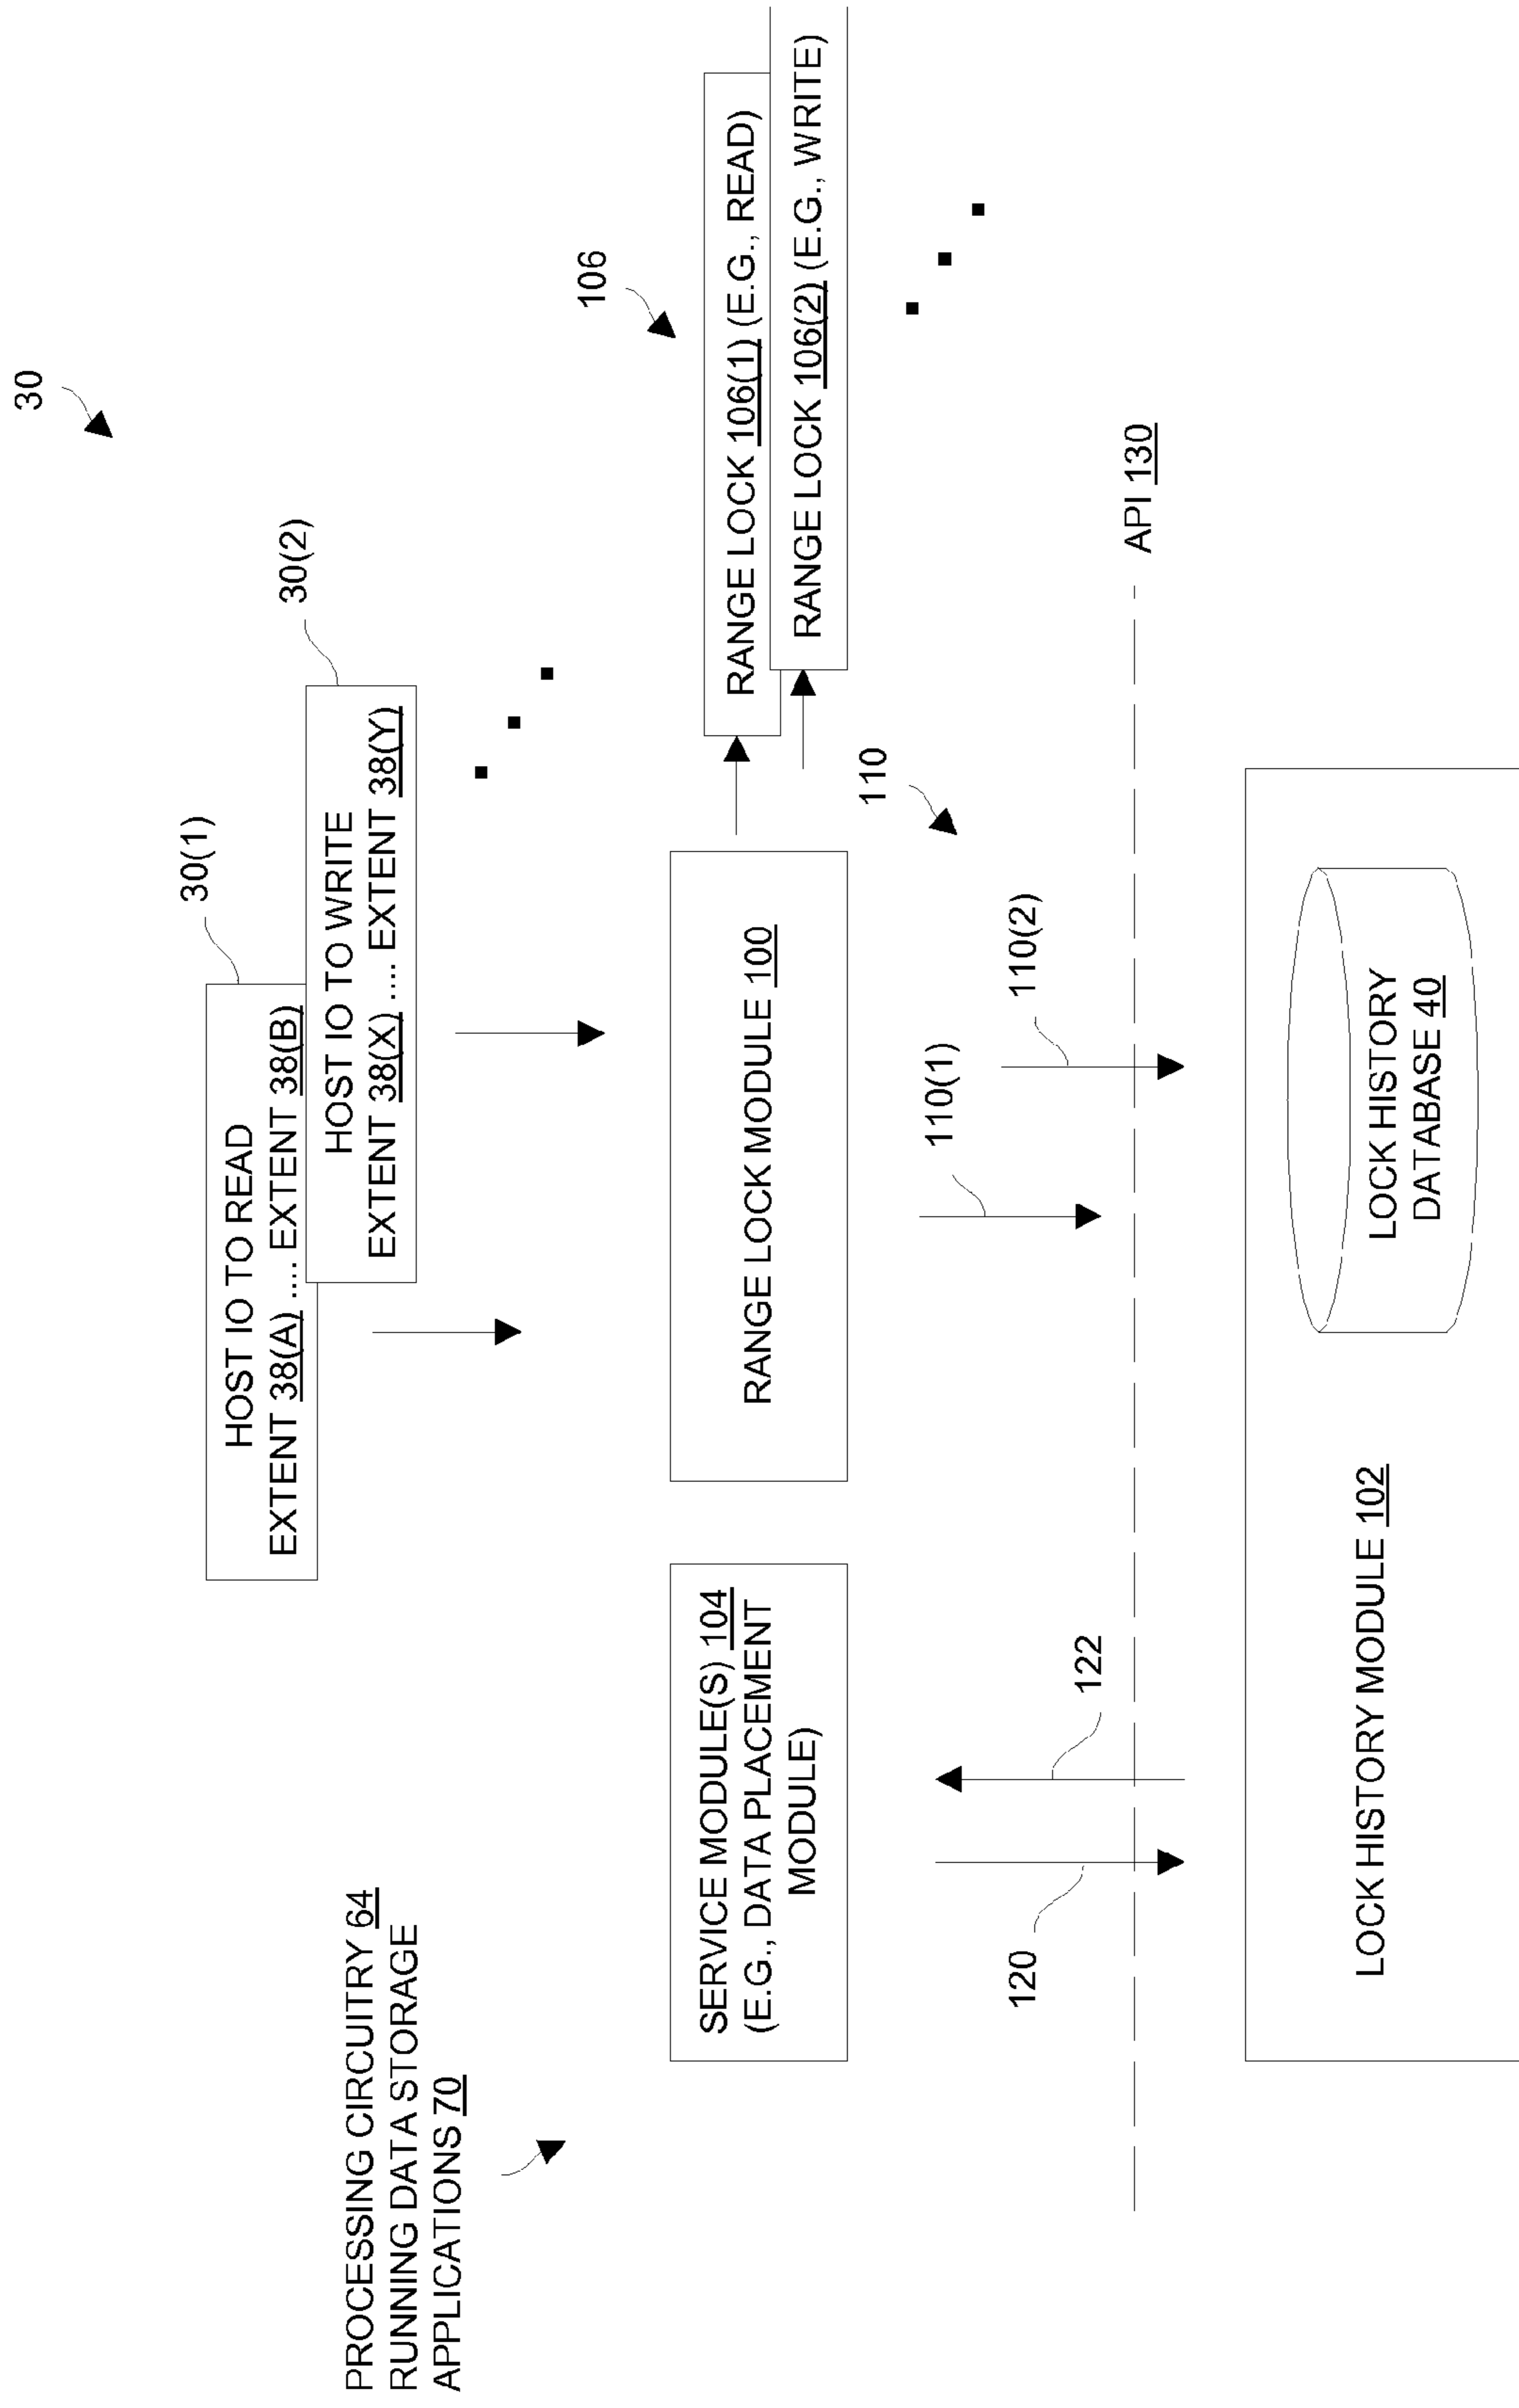 30
30(1)
30(2)
HOST IO TO READ
EXTENT 38(A) .... EXTENT 38(B)
HOST IO TO WRITE
EXTENT 38(X) .... EXTENT 38(Y)
PROCESSING CIRCUITRY 64
RUNNING DATA STORAGE
APPLICATIONS 70
106
SERVICE MODULE(S) 104
(E.G., DATA PLACEMENT
MODULE)
RANGE LOCK MODULE 100
RANGE LOCK 106(1) (E.G., READ)
RANGE LOCK 106(2) (E.G., WRITE)
110
110(1)
110(2)
120
122
API 130
LOCK HISTORY MODULE 102
LOCK HISTORY
DATABASE 40